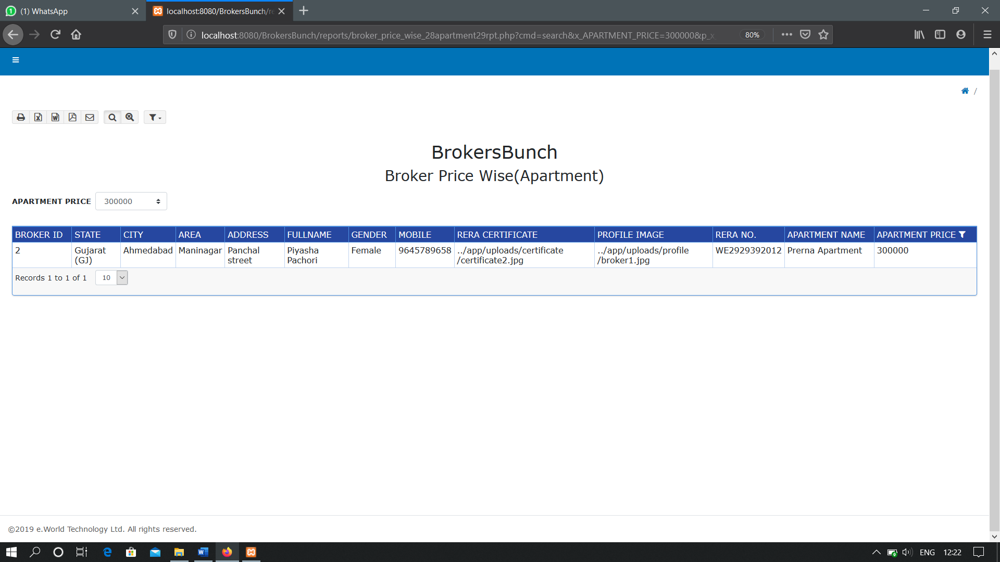 (1) WhatsApp
localhost:8080/BrokersBunch/re
localhost:8080/BrokersBunch/reports/broker_price_wise_28apartment29rpt.php?cmd=search&x_APARTMENT_PRICE=300000&p_x
80%
/
BrokersBunch
Broker Price Wise(Apartment)
APARTMENT PRICE 300000
BROKER ID STATE CITY AREA ADDRESS FULLNAME GENDER MOBILE RERA CERTIFICATE PROFILE IMAGE RERA NO. APARTMENT NAME APARTMENT PRICE
2 Gujarat Ahmedabad Maninagar Panchal Piyasha Female 9645789658 ../app/uploads/certificate ../app/uploads/profile WE2929392012 Prerna Apartment 300000
(GJ) street Pachori /certificate2.jpg /broker1.jpg
Records 1 to 1 of 1 10
©2019 e.World Technology Ltd. All rights reserved.
ENG 12:22